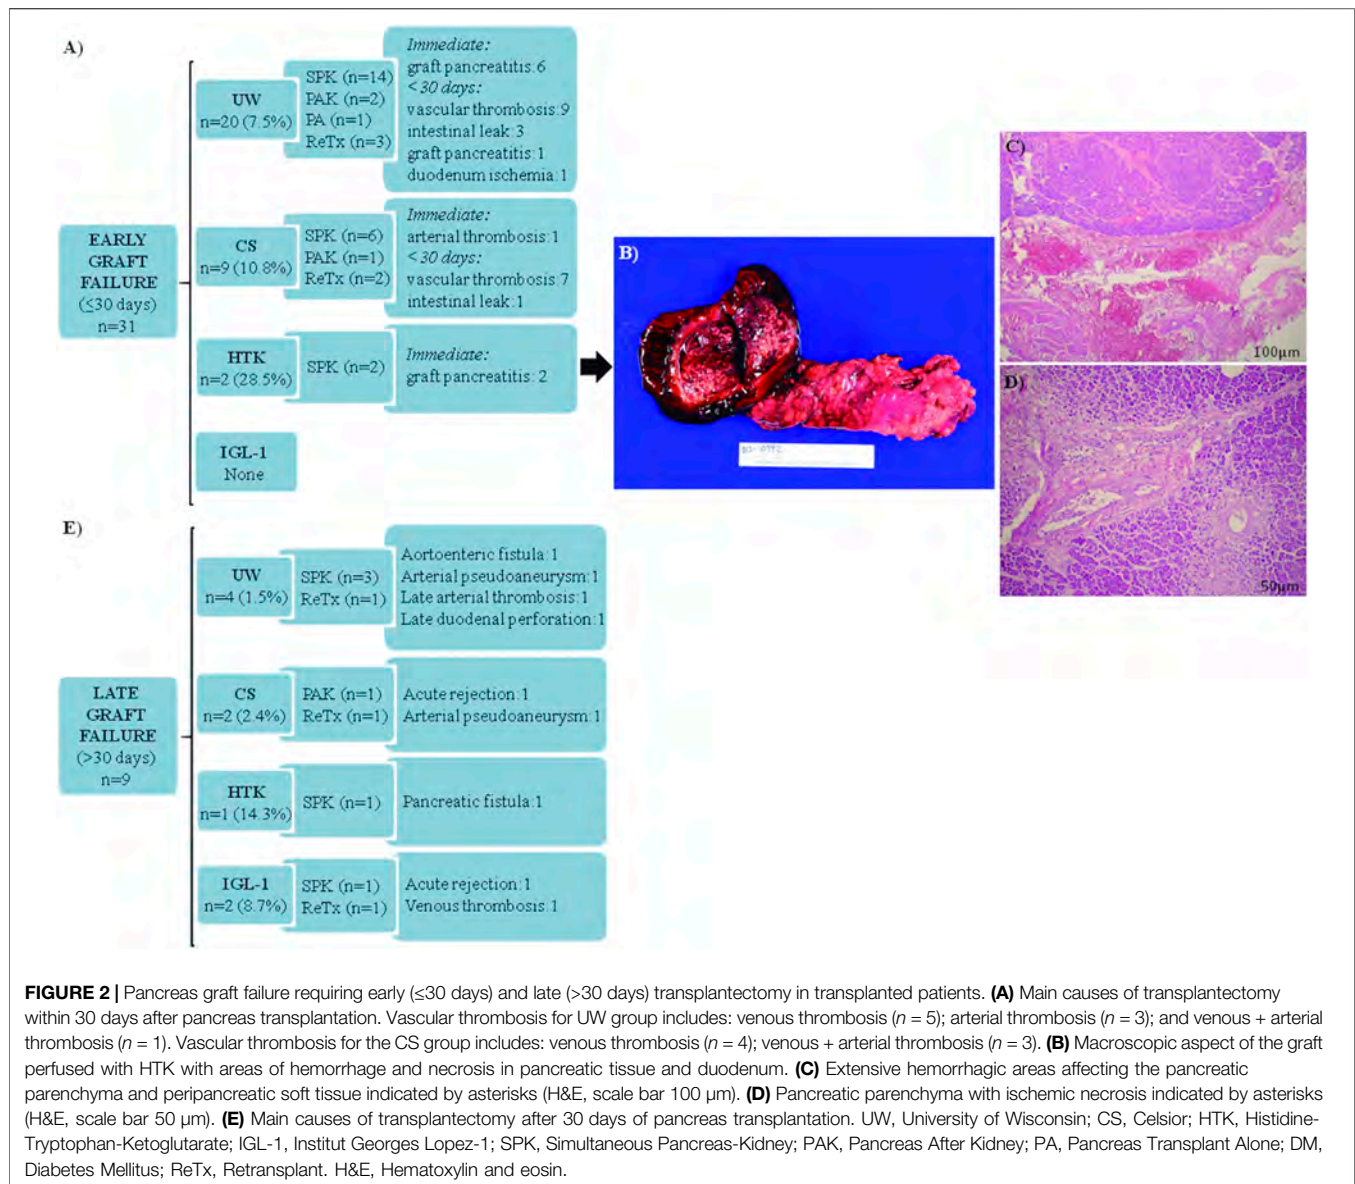 A)
EARLY
GRAFT
FAILURE
(≤30 days)
n=31
UW
n=20 (7.5%)
SPK (n=14)
PAK (n=2)
PA (n=1)
ReTx (n=3)
Immediate:
graft pancreatitis: 6
<30 days:
vascular thrombosis: 9
intestinal leak: 3
graft pancreatitis: 1
duodenum ischemia: 1
CS
n=9 (10.8%)
SPK (n=6)
PAK (n=1)
ReTx (n=2)
Immediate:
arterial thrombosis: 1
<30 days:
vascular thrombosis: 7
intestinal leak: 1
HTK
n=2 (28.5%)
SPK (n=2)
Immediate:
graft pancreatitis: 2
IGL-1
None
B)
C)
100µm
D)
50µm
E)
LATE
GRAFT
FAILURE
(>30 days)
n=9
UW
n=4 (1.5%)
SPK (n=3)
ReTx (n=1)
Aortoenteric fistula: 1
Arterial pseudoaneurysm: 1
Late arterial thrombosis: 1
Late duodenal perforation: 1
CS
n=2 (2.4%)
PAK (n=1)
ReTx (n=1)
Acute rejection: 1
Arterial pseudoaneurysm: 1
HTK
n=1 (14.3%)
SPK (n=1)
Pancreatic fistula: 1
IGL-1
n=2 (8.7%)
SPK (n=1)
ReTx (n=1)
Acute rejection: 1
Venous thrombosis: 1
FIGURE 2 | Pancreas graft failure requiring early (≤30 days) and late (>30 days) transplantectomy in transplanted patients. (A) Main causes of transplantectomy
within 30 days after pancreas transplantation. Vascular thrombosis for UW group includes: venous thrombosis (n = 5); arterial thrombosis (n = 3); and venous + arterial
thrombosis (n = 1). Vascular thrombosis for the CS group includes: venous thrombosis (n = 4); venous + arterial thrombosis (n = 3). (B) Macroscopic aspect of the graft
perfused with HTK with areas of hemorrhage and necrosis in pancreatic tissue and duodenum. (C) Extensive hemorrhagic areas affecting the pancreatic
parenchyma and peripancreatic soft tissue indicated by asterisks (H&E, scale bar 100 µm). (D) Pancreatic parenchyma with ischemic necrosis indicated by asterisks
(H&E, scale bar 50 µm). (E) Main causes of transplantectomy after 30 days of pancreas transplantation. UW, University of Wisconsin; CS, Celsior; HTK, Histidine-
Tryptophan-Ketoglutarate; IGL-1, Institut Georges Lopez-1; SPK, Simultaneous Pancreas-Kidney; PAK, Pancreas After Kidney; PA, Pancreas Transplant Alone; DM,
Diabetes Mellitus; ReTx, Retransplant. H&E, Hematoxylin and eosin.